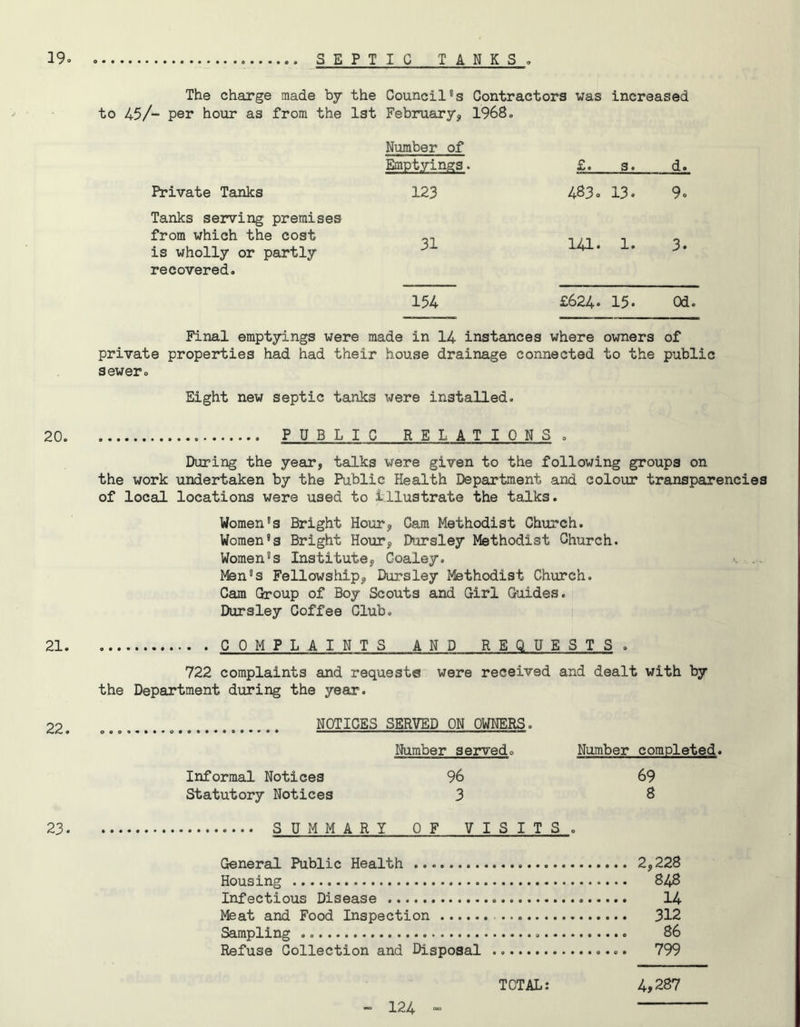 19. ........................ SEPTIC TANKS.
The charge made by the Council's Contractors was increased
to 45/- per hour as from the 1st February, 1968.
Number of
Emptyings. £. s. d.
Private Tanks 123 483. 13. 9.
Tanks serving premises
from which the cost
is wholly or partly
recovered. 31 141. 1. 3.
154 £624. 15. 0d.
Final emptyings were made in 14 instances where owners of
private properties had had their house drainage connected to the public
sewer.
Eight new septic tanks were installed.
20. ................... PUBLIC RELATIONS.
During the year, talks were given to the following groups on
the work undertaken by the Public Health Department and colour transparencies
of local locations were used to illustrate the talks.
Women's Bright Hour, Cam Methodist Church.
Women's Bright Hour, Dursley Methodist Church.
Women's Institute, Coaley.
Men's Fellowship, Dursley Methodist Church.
Cam Group of Boy Scouts and Girl Guides.
Dursley Coffee Club.
21. ............. COMPLAINTS AND REQUESTS.
722 complaints and requests were received and dealt with by
the Department during the year.
22. ...................... NOTICES SERVED ON OWNERS.
Number served. Number completed.
Informal Notices 96 69
Statutory Notices 3 8
23. ................... SUMMARY OF VISITS.
General Public Health ......................... 2,228
Housing ....................................... 848
Infectious Disease ............................ 14
Meat and Food Inspection ...................... 312
Sampling ...................................... 86
Refuse Collection and Disposal ................ 799
TOTAL: 4,287
- 124 -